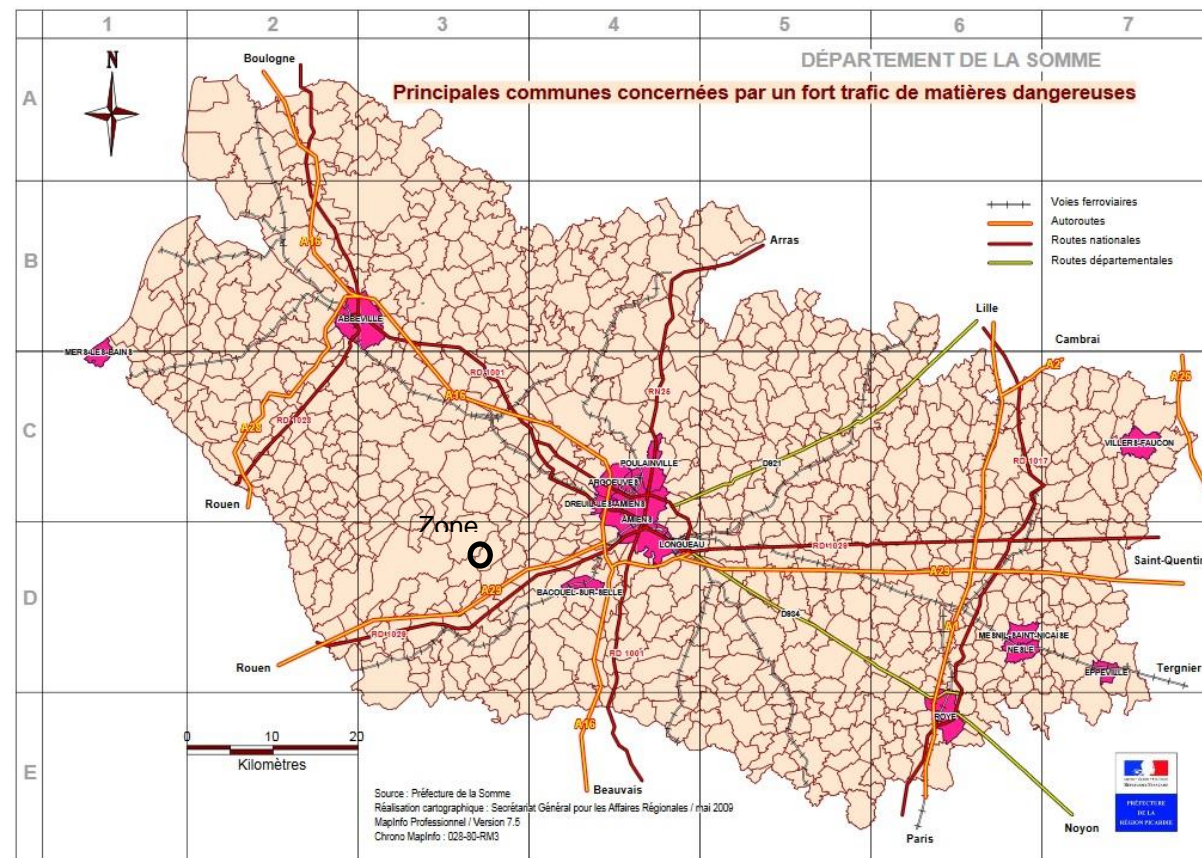 1 2 3 4 5 6 7
DÉPARTEMENT DE LA SOMME
Principales communes concernées par un fort trafic de matières dangereuses
N
A
B
C
D
E
Boulogne
Voies ferroviaires
Autoroutes
Routes nationales
Routes départementales
Arras
A16
ABBEVILLE
MERS-LES-BAINS
Lille
Cambrai
A2
A26
RD 1001
A16
RN25
RD 1028
A28
VILLERS-FAUCON
POULAINVILLE
D921
RD 1017
ARGOEUVES
DREUIL-LES-AMIENS
AMIENS
Rouen
Zone
LONGUEAU
RD 1029
Saint-Quentin
A29
A29
BACOUEL-SUR-SELLE
D934
A1
RD 1029
MESNIL-SAINT-NICAISE
NESLE
RD 1001
Rouen
EPPEVILLE
Tergnier
ROYE
A16
0 10 20
Kilomètres
Beauvais
Paris
Noyon
Source : Préfecture de la Somme
Réalisation cartographique : Secrétariat Général pour les Affaires Régionales / mai 2009
MapInfo Professionnel / Version 7.5
Chrono MapInfo : 028-80-RM3
PRÉFECTURE
DE LA
RÉGION PICARDIE